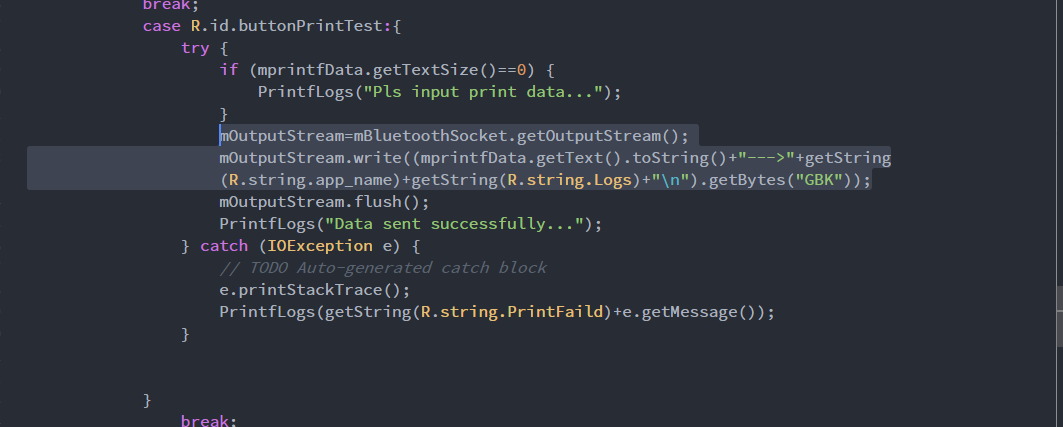 break;
case R.id.buttonPrintTest:{
try {
if (mprintfData.getTextSize()==0) {
PrintfLogs("Pls input print data...");
}
mOutputStream=mBluetoothSocket.getOutputStream();
mOutputStream.write((mprintfData.getText().toString()+"--->"+getString
(R.string.app_name)+getString(R.string.Logs)+"\n").getBytes("GBK"));
mOutputStream.flush();
PrintfLogs("Data sent successfully...");
} catch (IOException e) {
// TODO Auto-generated catch block
e.printStackTrace();
PrintfLogs(getString(R.string.PrintFaild)+e.getMessage());
}
}
break;